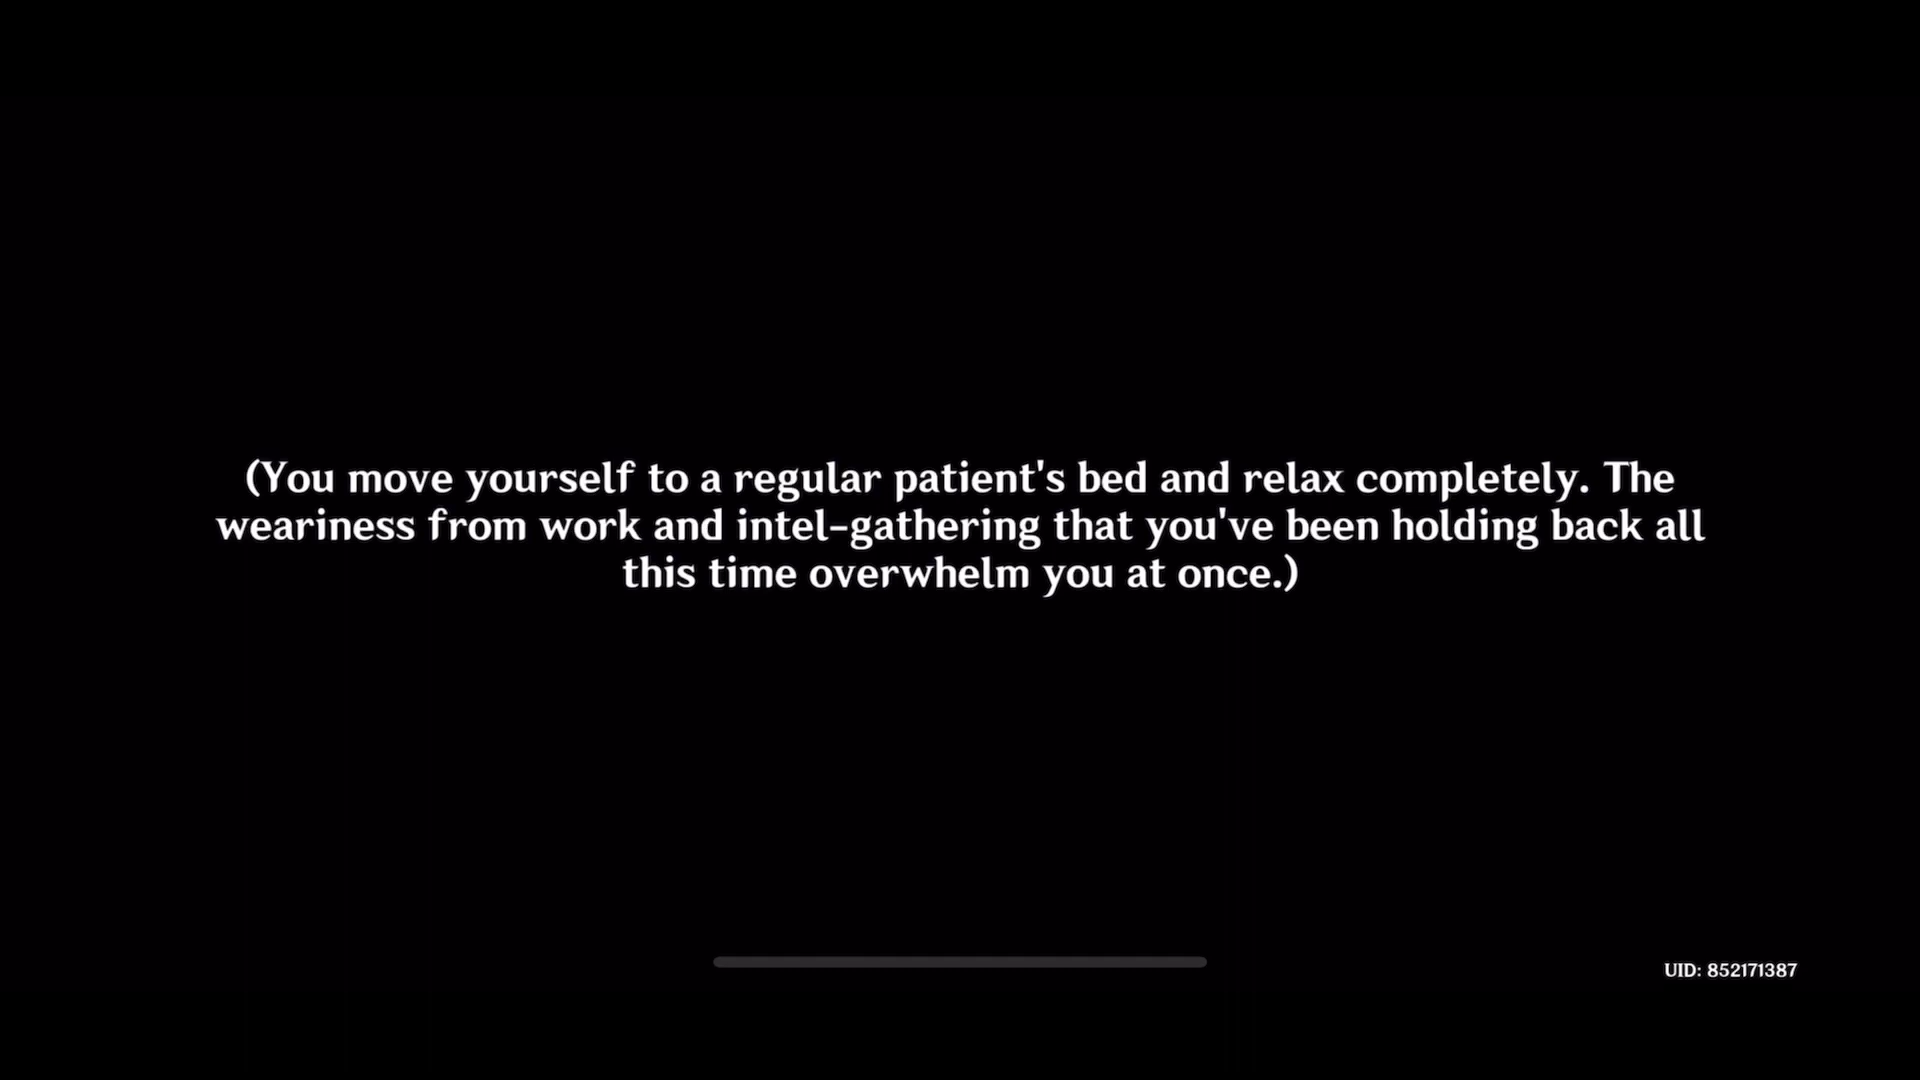 (You move yourself to a regular patient's bed and relax completely. The
weariness from work and intel-gathering that you've been holding back all
this time overwhelm you at once.)
UID: 852171387